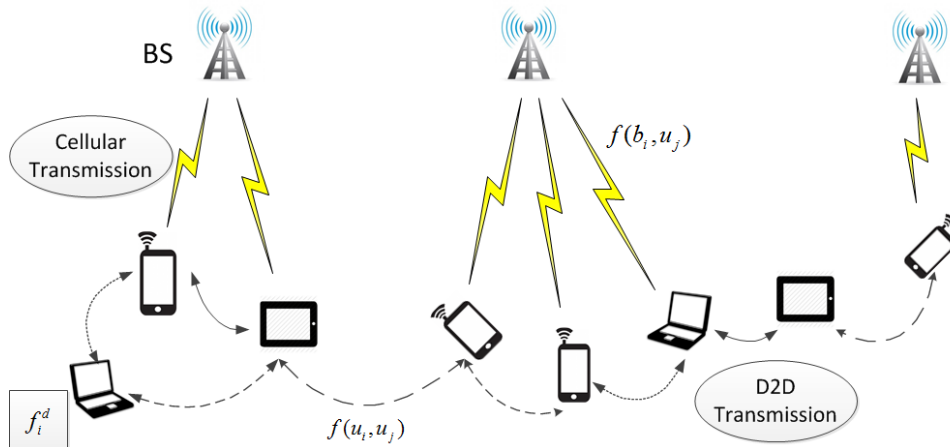 BS
Cellular
Transmission
f(b_i, u_j)
D2D
Transmission
f_i^d
f(u_i, u_j)